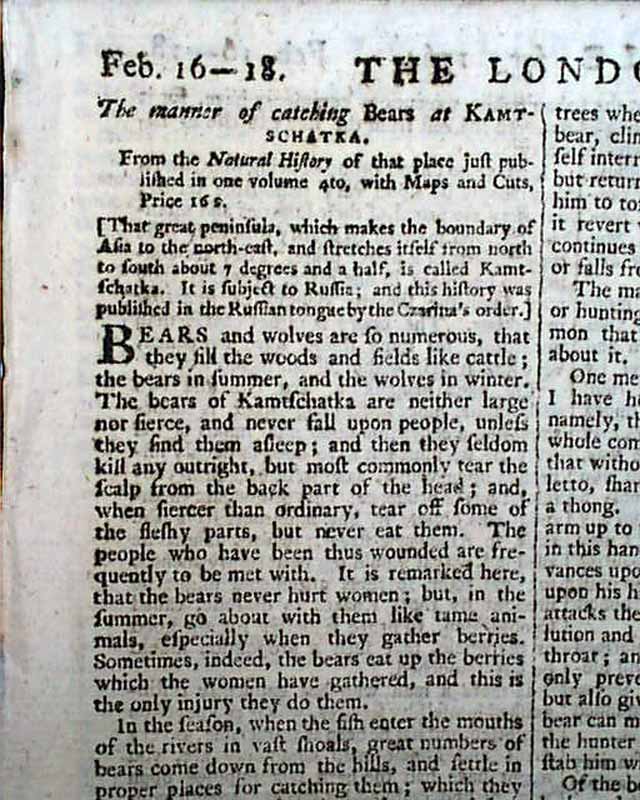 Feb. 16—18. THE LONDO
The manner of catching Bears at KAMT-
SCHATKA.
From the Natural Hiſtory of that place juſt pub-
liſhed in one volume 4to, with Maps and Cuts,
Price 16 s.
[That great peninſula, which makes the boundary of
Aſia to the north-eaſt, and ſtretches itſelf from north
to ſouth about 7 degrees and a half, is called Kamt-
ſchatka. It is ſubject to Ruſſia; and this hiſtory was
publiſhed in the Ruſſian tongue by the Czarina's order.]
BEARS and wolves are ſo numerous, that
they fill the woods and fields like cattle;
the bears in ſummer, and the wolves in winter.
The bears of Kamtſchatka are neither large
nor fierce, and never fall upon people, unleſs
they find them aſleep; and then they ſeldom
kill any outright, but moſt commonly tear the
ſcalp from the back part of the head; and,
when fiercer than ordinary, tear off ſome of
the fleſhy parts, but never eat them. The
people who have been thus wounded are fre-
quently to be met with. It is remarked here,
that the bears never hurt women; but, in the
ſummer, go about with them like tame ani-
mals, eſpecially when they gather berries.
Sometimes, indeed, the bears eat up the berries
which the women have gathered, and this is
the only injury they do them.
In the ſeaſon, when the fiſh enter the mouths
of the rivers in vaſt ſhoals, great numbers of
bears come down from the hills, and ſettle in
proper places for catching them; which they
trees whe
bear, clim
ſelf interr
but return
him to to
it revert
continues
or falls fro
The ma
or hunting
mon that
about it.
One me
I have he
namely, th
whole com
that witho
letto, ſhar
a thong.
arm up to
in this han
vances upo
upon his h
attacks the
lution and
throat; an
only preve
but alſo giv
bear can m
the hunter
ſtab him w
Of the b